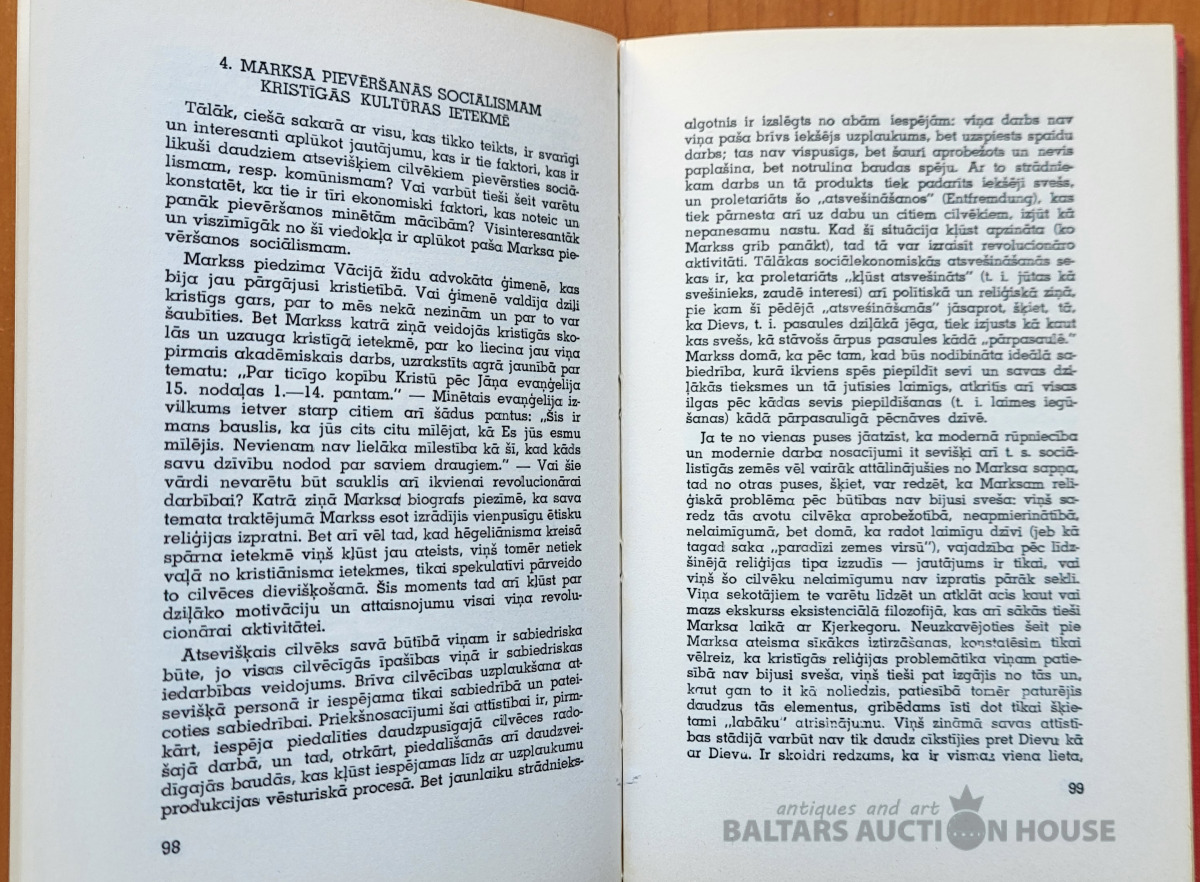 4. MARKSA PIEVĒRŠANĀS SOCIĀLISMAM
KRISTĪGĀS KULTŪRAS IETEKMĒ
Tālāk, ciešā sakarā ar visu, kas tikko teikts, ir svarīgi
un interesanti aplūkot jautājumu, kas ir tie faktori, kas ir
likuši daudziem atsevišķiem cilvēkiem pievērsties sociā-
lismam, resp. komūnismam? Vai varbūt tieši šeit varētu
konstatēt, ka tie ir tīri ekonomiski faktori, kas noteic un
panāk pievēršanos minētām mācībām? Visinteresantāk
un viszīmīgāk no šī viedokļa ir aplūkot paša Marksa pie-
vēršanos sociālismam.
Markss piedzima Vācijā žīdu advokāta ģimenē, kas
bija jau pārgājusi kristietībā. Vai ģimenē valdīja dziļi
kristīgs gars, par to mēs nekā nezinām un par to var
šaubīties. Bet Markss katrā ziņā veidojās kristīgās sko-
lās un uzauga kristīgā ietekmē, par ko liecina jau viņa
pirmais akadēmiskais darbs, uzrakstīts agrā jaunībā par
tematu: „Par ticīgo kopību Kristū pēc Jāņa evaņģelija
15. nodaļas 1.—14. pantam." — Minētais evaņģelija iz-
vilkums ietver starp citiem arī šādus pantus: „Šis ir
mans bauslis, ka jūs cits citu mīlējat, kā Es jūs esmu
mīlējis. Nevienam nav lielāka mīlestība kā šī, kad kāds
savu dzīvību nodod par saviem draugiem." — Vai šie
vārdi nevarētu būt sauklis arī ikvienai revolucionārai
darbībai? Katrā ziņā Marksa biografs piezīmē, ka sava
temata traktējumā Markss esot izrādījis vienpusīgu ētisku
reliģijas izpratni. Bet arī vēl tad, kad hēgeliānisma kreisā
spārna ietekmē viņš kļūst jau ateists, viņš tomēr netiek
vaļā no kristiānisma ietekmes, tikai spekulatīvi pārveido
to cilvēces dievišķošanā. Šis moments tad arī kļūst par
dziļāko motivāciju un attaisnojumu visai viņa revolu-
cionārai aktivitātei.
Atsevišķais cilvēks savā būtībā viņam ir sabiedriska
būte, jo visas cilvēcīgās īpašības viņā ir sabiedriskas
iedarbības veidojums. Brīva cilvēcības uzplaukšana at-
sevišķā personā ir iespējama tikai sabiedrībā un patei-
coties sabiedrībai. Priekšnosacījumi šai attīstībai ir, pirm-
kārt, iespēja piedalīties daudzpusīgajā cilvēces rado-
šajā darbā, un tad, otrkārt, piedalīšanās arī daudzvei-
dīgajās baudās, kas kļūst iespējamas līdz ar uzplaukumu
produkcijas vēsturiskā procesā. Bet jaunlaiku strādnieks-
98
algotnis ir izslēgts no abām iespējām: viņa darbs nav
viņa paša brīvs iekšējs uzplaukums, bet uzspiests spaidu
darbs; tas nav vispusīgs, bet šauri aprobežots un nevis
paplašina, bet notrulina baudas spēju. Ar to strādnie-
kam darbs un tā produkts tiek padarīts iekšēji svešs,
un proletariāts šo „atsvešināšanos" (Entfremdung), kas
tiek pārnesta arī uz dabu un citiem cilvēkiem, izjūt kā
nepanesamu nastu. Kad šī situācija kļūst apzināta (ko
Markss grib panākt), tad tā var izraisīt revolucionāro
aktivitāti. Tālākas sociālekonomiskās atsvešināšanās se-
kas ir, ka proletariāts „kļūst atsvešināts" (t. i. jūtas kā
svešinieks, zaudē interesi) arī polītiskā un reliģiskā ziņā,
pie kam šī pēdējā „atsvešināšanās" jāsaprot, šķiet, tā,
ka Dievs, t. i. pasaules dziļākā jēga, tiek izjusts kā kaut
kas svešs, kā stāvošs ārpus pasaules kādā „pārpasaulē."
Markss domā, ka pēc tam, kad būs nodibināta ideālā sa-
biedrība, kurā ikviens spēs piepildīt sevi un savas dzi-
ļākās tieksmes un tā jutīsies laimīgs, atkritīs arī visas
ilgas pēc kādas sevis piepildīšanas (t. i. laimes iegū-
šanas) kādā pārpasaulīgā pēcnāves dzīvē.
Ja te no vienas puses jāatzīst, ka modernā rūpniecība
un modernie darba nosacījumi it sevišķi arī t. s. sociā-
listīgās zemēs vēl vairāk attālinājušies no Marksa sapņa,
tad no otras puses, šķiet, var redzēt, ka Marksam reli-
ģiskā problēma pēc būtības nav bijusi sveša: viņš sa-
redz tās avotu cilvēka aprobežotībā, neapmierinātībā,
nelaimīgumā, bet domā, ka radot laimīgu dzīvi (jeb kā
tagad saka „paradīzi zemes virsū"), vajadzība pēc līdz-
šinējā reliģijas tipa izzudīs — jautājums ir tikai, vai
viņš šo cilvēku nelaimīgumu nav izpratis pārāk sekli.
Viņa sekotājiem te varētu līdzēt un atklāt acis kaut vai
mazs ekskurss eksistenciālā filozofijā, kas arī sākās tieši
Marksa laikā ar Kjerkegoru. Neuzkavējoties šeit pie
Marksa ateisma sīkākas iztirzāšanas, konstatēsim tikai
vēlreiz, ka kristīgās reliģijas problēmātika viņam patie-
sībā nav bijusi sveša, viņš tieši pat izgājis no tās un,
kaut gan to it kā noliedzis, patiesībā tomēr paturējis
daudzus tās elementus, gribēdams īsti dot tikai šķie-
tami „labāku" atrisinājumu. Viņš zināmā savas attīstī-
bas stādijā varbūt nav tik daudz cīkstījies pret Dievu kā
ar Dievu. Ir skaidri redzams, ka ir vismas viena lieta,
99
antiques and art
BALTARS AUCTION HOUSE